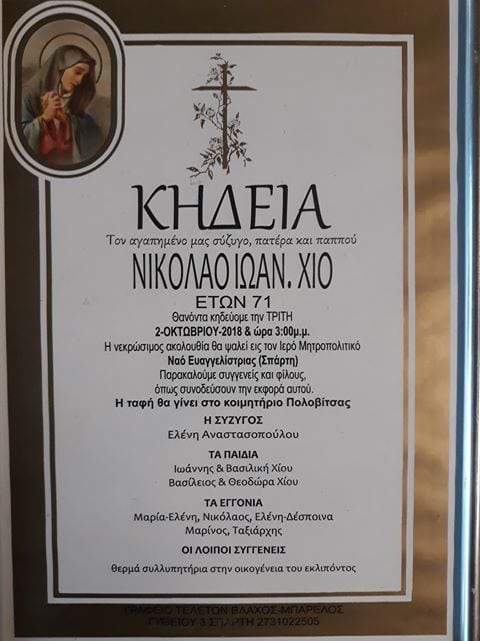 ΚΗΔΕΙΑ
Τον αγαπημένο μας σύζυγο, πατέρα και παππού
ΝΙΚΟΛΑΟ ΙΩΑΝ. ΧΙΟ
ΕΤΩΝ 71
Θανόντα κηδεύομε την ΤΡΙΤΗ
2-ΟΚΤΩΒΡΙΟΥ-2018 & ώρα 3:00μ.μ.
Η νεκρώσιμος ακολουθία θα ψαλεί εις τον Ιερό Μητροπολιτικό
Ναό Ευαγγελίστριας (Σπάρτη)
Παρακαλούμε συγγενείς και φίλους,
όπως συνοδεύσουν την εκφορά αυτού.
Η ταφή θα γίνει στο κοιμητήριο Πολοβίτσας
Η ΣΥΖΥΓΟΣ
Ελένη Αναστασοπούλου
ΤΑ ΠΑΙΔΙΑ
Ιωάννης & Βασιλική Χίου
Βασίλειος & Θεοδώρα Χίου
ΤΑ ΕΓΓΟΝΙΑ
Μαρία-Ελένη, Νικόλαος, Ελένη-Δέσποινα
Μαρίνος, Ταξιάρχης
ΟΙ ΛΟΙΠΟΙ ΣΥΓΓΕΝΕΙΣ
θερμά συλλυπητήρια στην οικογένεια του εκλιπόντος
ΓΡΑΦΕΙΟ ΤΕΛΕΤΩΝ ΒΛΑΧΟΣ-ΜΠΑΡΕΛΟΣ
ΓΥΘΕΙΟΥ 3 ΣΠΑΡΤΗ 2731022505